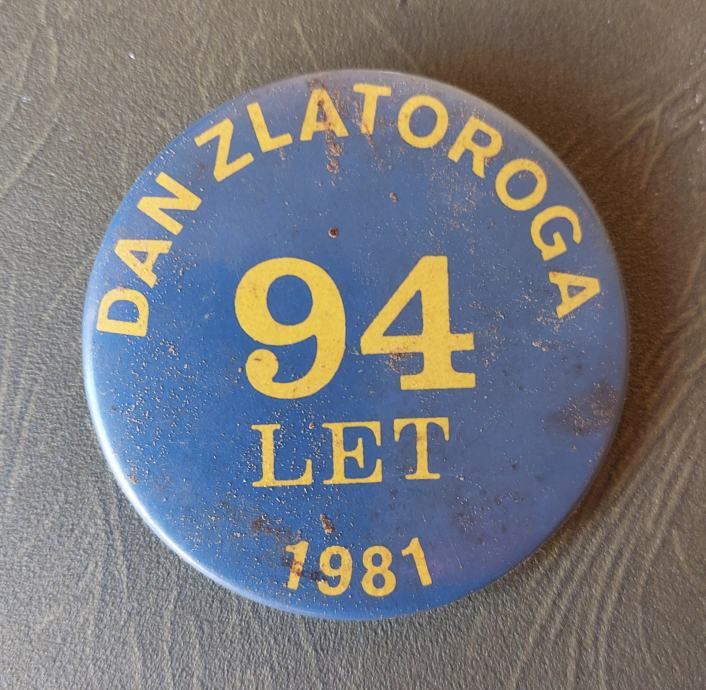 DAN ZLATOROGA
94
LET
1981